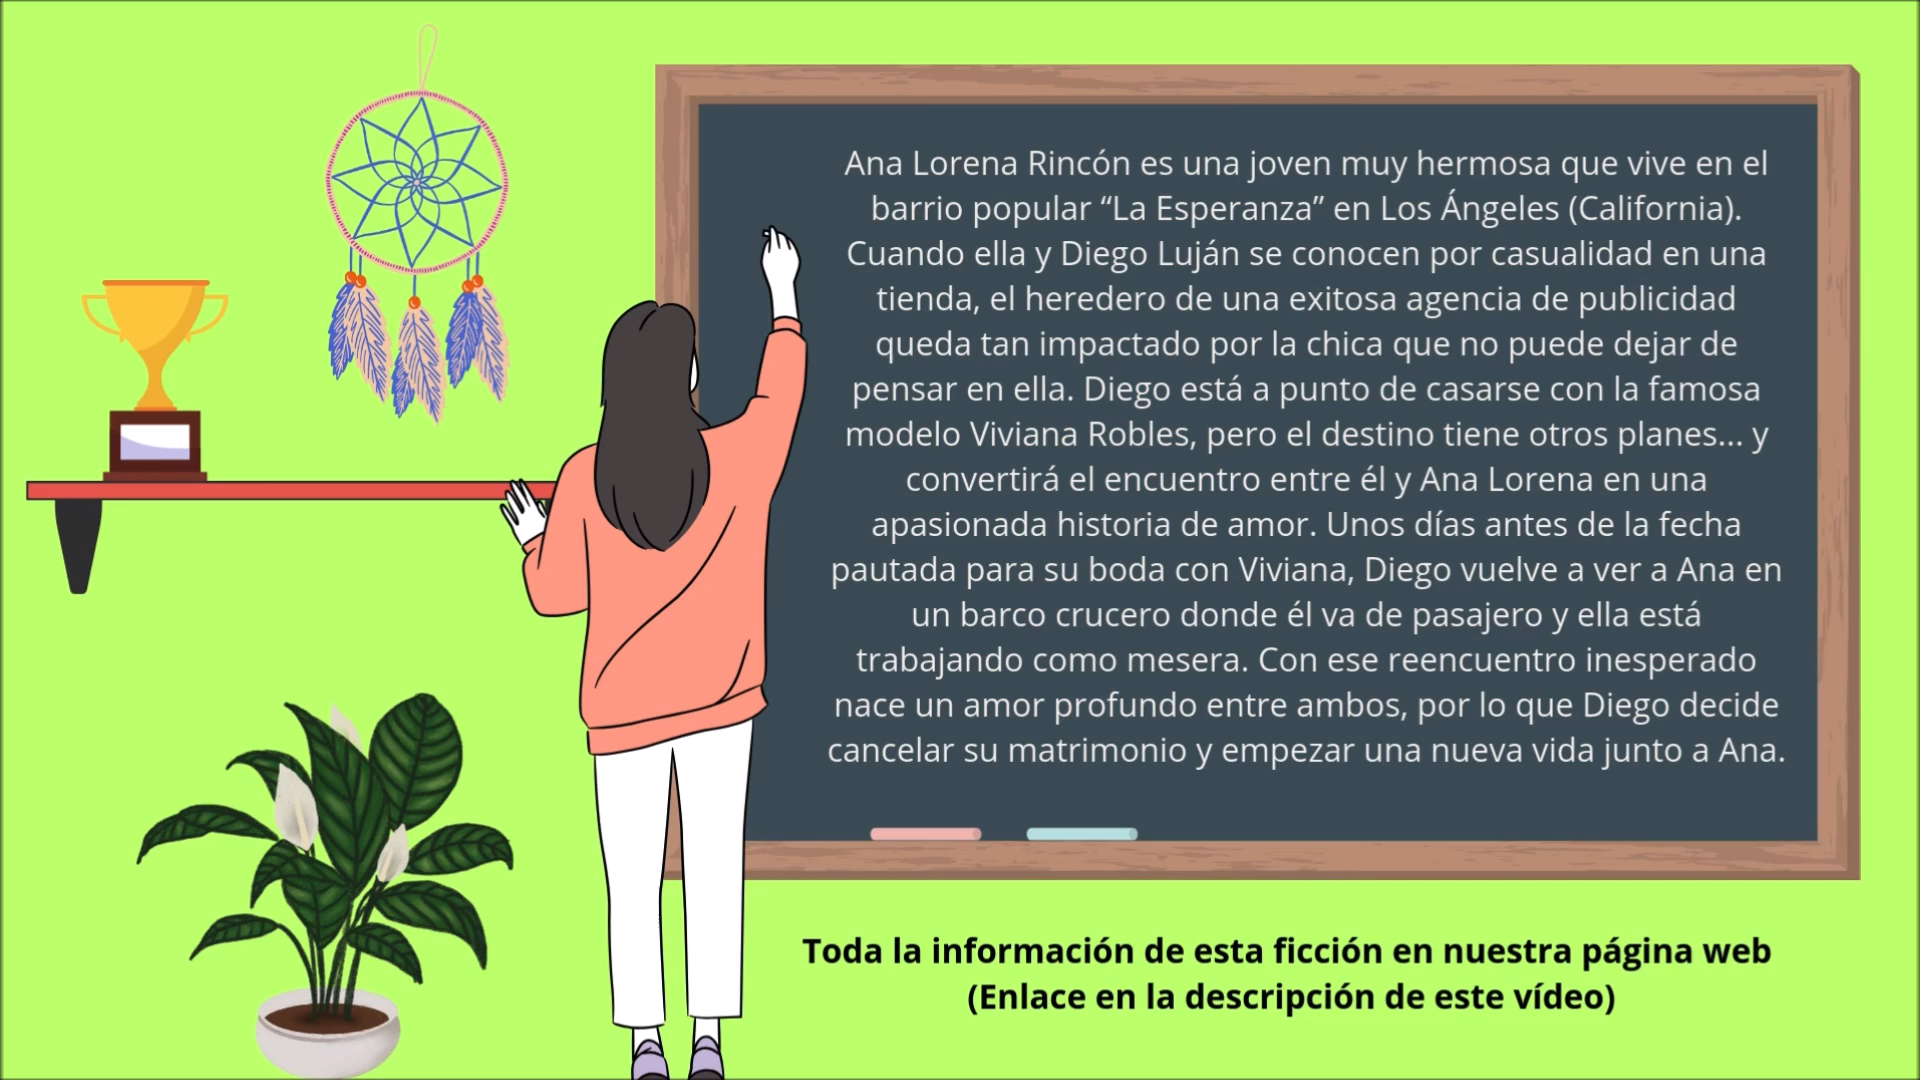 Ana Lorena Rincón es una joven muy hermosa que vive en el
barrio popular “La Esperanza” en Los Ángeles (California).
Cuando ella y Diego Luján se conocen por casualidad en una
tienda, el heredero de una exitosa agencia de publicidad
queda tan impactado por la chica que no puede dejar de
pensar en ella. Diego está a punto de casarse con la famosa
modelo Viviana Robles, pero el destino tiene otros planes... y
convertirá el encuentro entre él y Ana Lorena en una
apasionada historia de amor. Unos días antes de la fecha
pautada para su boda con Viviana, Diego vuelve a ver a Ana en
un barco crucero donde él va de pasajero y ella está
trabajando como mesera. Con ese reencuentro inesperado
nace un amor profundo entre ambos, por lo que Diego decide
cancelar su matrimonio y empezar una nueva vida junto a Ana.
Toda la información de esta ficción en nuestra página web
(Enlace en la descripción de este vídeo)